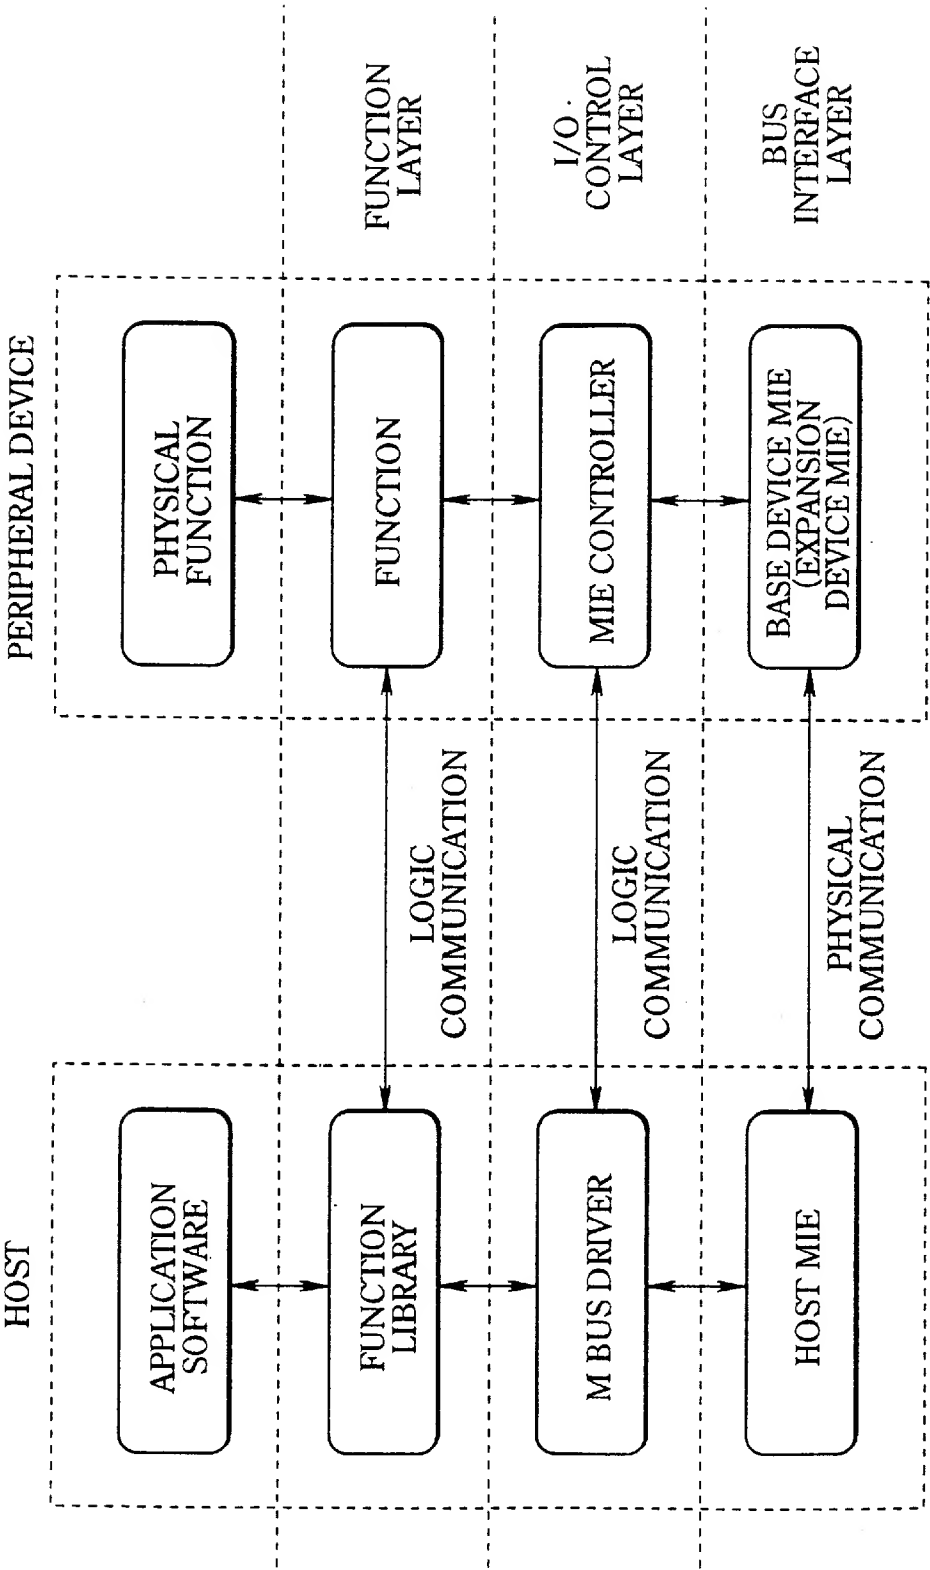 HOST
PERIPHERAL DEVICE
APPLICATION
SOFTWARE
PHYSICAL
FUNCTION
FUNCTION
LIBRARY
LOGIC
COMMUNICATION
FUNCTION
FUNCTION
LAYER
M BUS DRIVER
LOGIC
COMMUNICATION
MIE CONTROLLER
I/O
CONTROL
LAYER
HOST MIE
PHYSICAL
COMMUNICATION
BASE DEVICE MIE
(EXPANSION
DEVICE MIE)
BUS
INTERFACE
LAYER